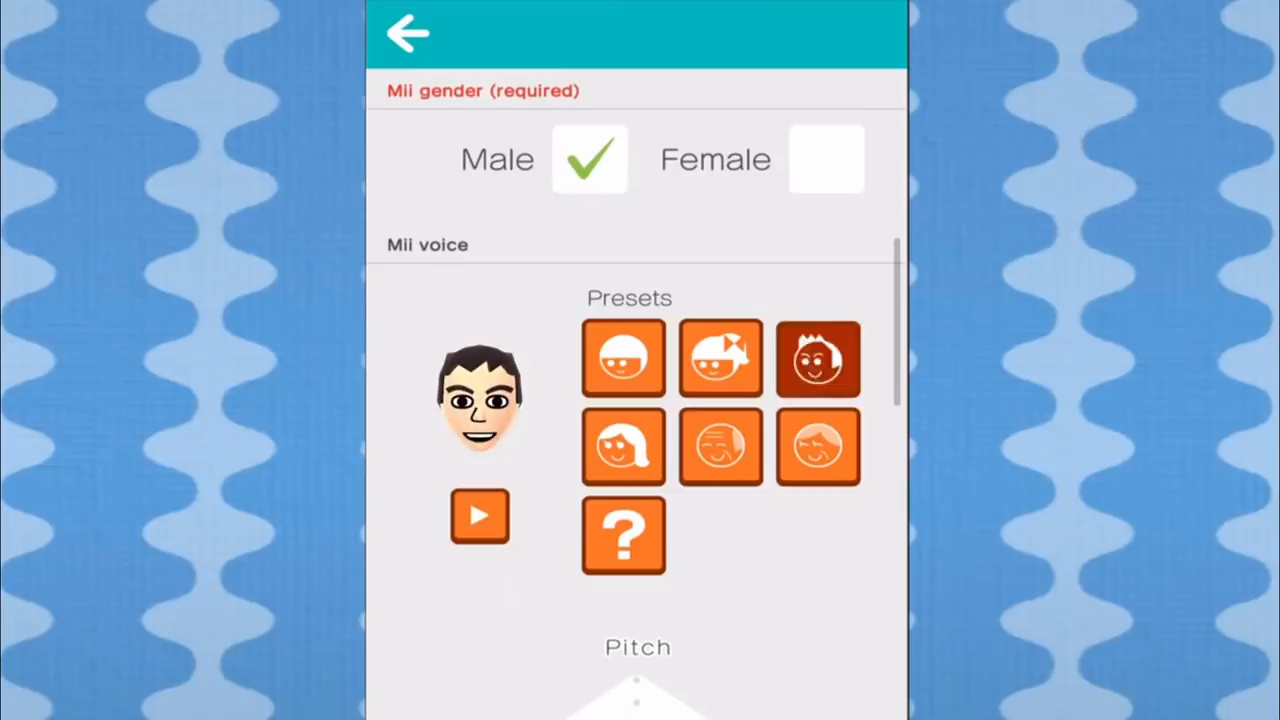 Mii gender (required)
Male Female
Mii voice
Presets
?
Pitch